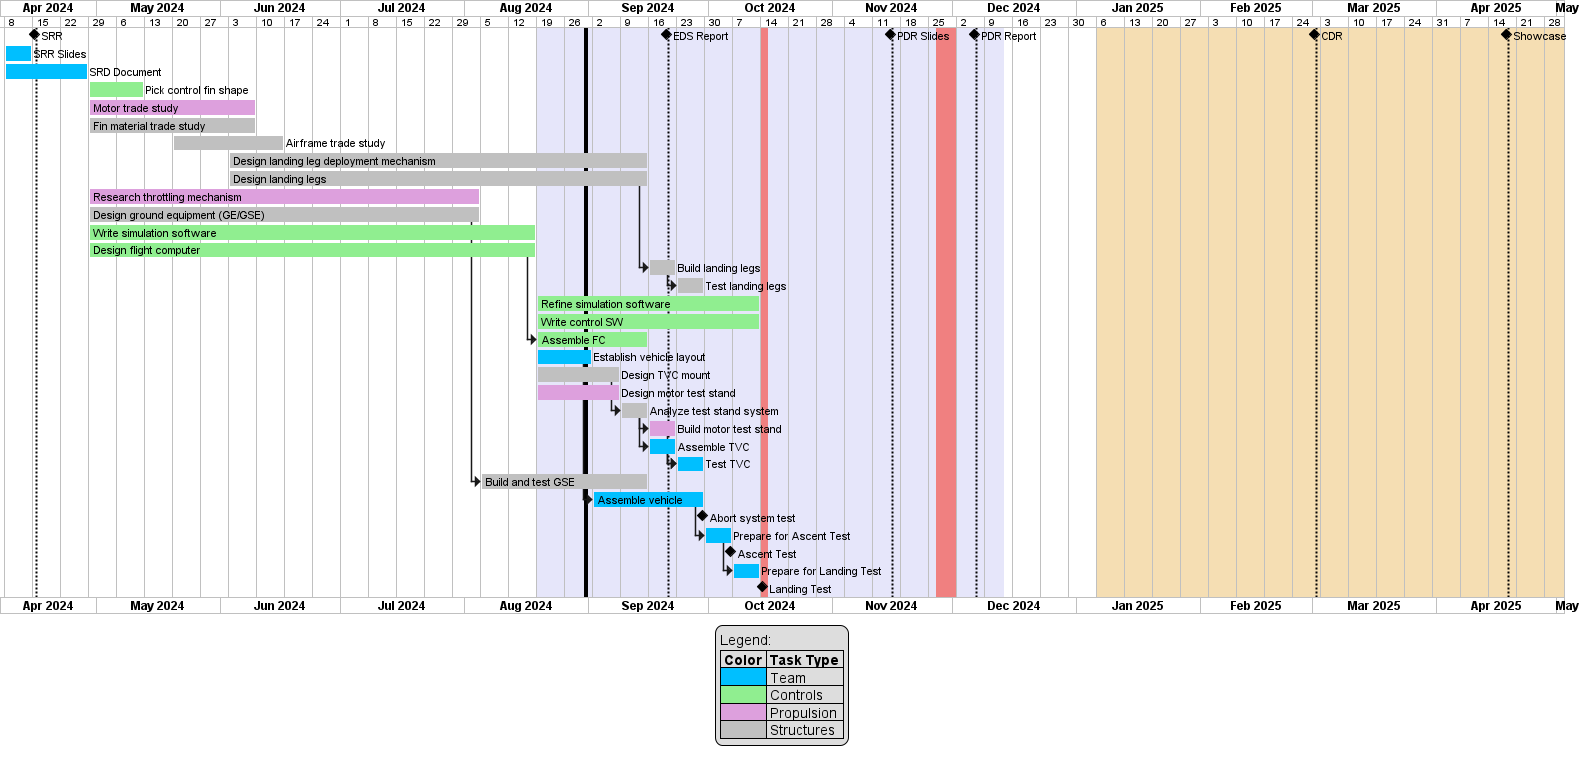 Apr 2024 May 2024 Jun 2024 Jul 2024 Aug 2024 Sep 2024 Oct 2024 Nov 2024 Dec 2024 Jan 2025 Feb 2025 Mar 2025 Apr 2025 May
8 15 22 29 6 13 20 27 3 10 17 24 1 8 15 22 29 5 12 19 26 2 9 16 23 30 7 14 21 28 4 11 18 25 2 9 16 23 30 6 13 20 27 3 10 17 24 3 10 17 24 31 7 14 21 28
SRR EDS Report PDR Slides PDR Report CDR Showcase
SRR Slides
SRD Document
Pick control fin shape
Motor trade study
Fin material trade study
Airframe trade study
Design landing leg deployment mechanism
Design landing legs
Research throttling mechanism
Design ground equipment (GE/GSE)
Write simulation software
Design flight computer
Build landing legs
Test landing legs
Refine simulation software
Write control SW
Assemble FC
Establish vehicle layout
Design TVC mount
Design motor test stand
Analyze test stand system
Build motor test stand
Assemble TVC
Test TVC
Build and test GSE
Assemble vehicle
Abort system test
Prepare for Ascent Test
Ascent Test
Prepare for Landing Test
Landing Test
Apr 2024 May 2024 Jun 2024 Jul 2024 Aug 2024 Sep 2024 Oct 2024 Nov 2024 Dec 2024 Jan 2025 Feb 2025 Mar 2025 Apr 2025 May
Legend:
Color Task Type
Team
Controls
Propulsion
Structures